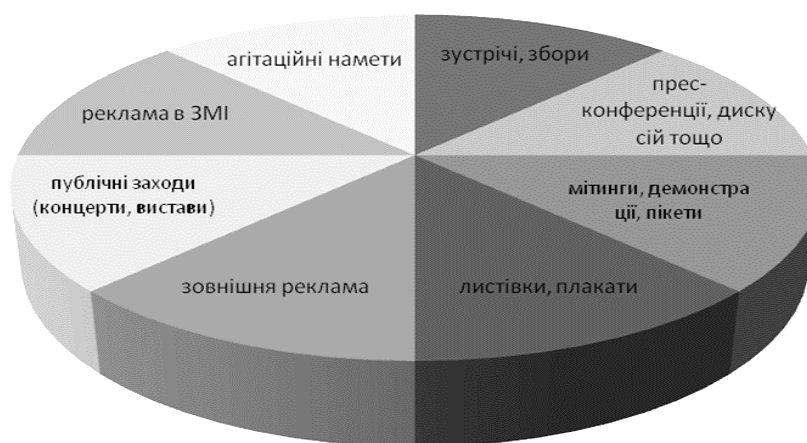 агітаційні намети
зустрічі, збори
прес-
конференції, диску
сій тощо
мітинги, демонстра
ції, пікети
листівки, плакати
зовнішня реклама
публічні заходи
(концерти, вистави)
реклама в ЗМІ